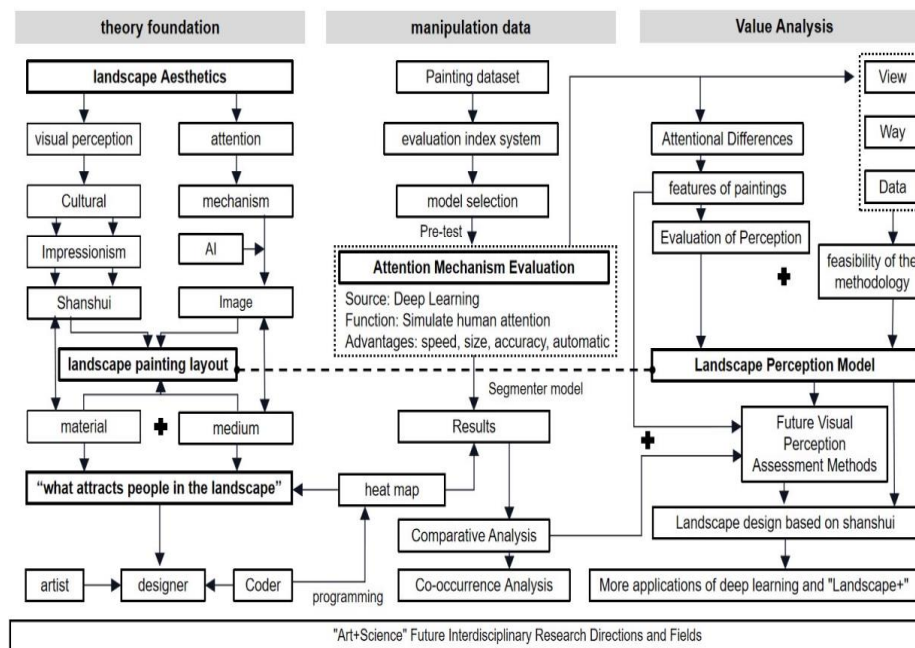 theory foundation
manipulation data
Value Analysis
landscape Aesthetics
visual perception
attention
Cultural
mechanism
Impressionism
AI
Shanshui
Image
landscape painting layout
material
medium
“what attracts people in the landscape”
artist
designer
Coder
programming
heat map
Painting dataset
evaluation index system
model selection
Pre-test
Attention Mechanism Evaluation
Source: Deep Learning
Function: Simulate human attention
Advantages: speed, size, accuracy, automatic
Segmenter model
Results
Comparative Analysis
Co-occurrence Analysis
View
Way
Data
Attentional Differences
features of paintings
Evaluation of Perception
feasibility of the
methodology
Landscape Perception Model
Future Visual
Perception
Assessment Methods
Landscape design based on shanshui
More applications of deep learning and "Landscape+"
"Art+Science" Future Interdisciplinary Research Directions and Fields